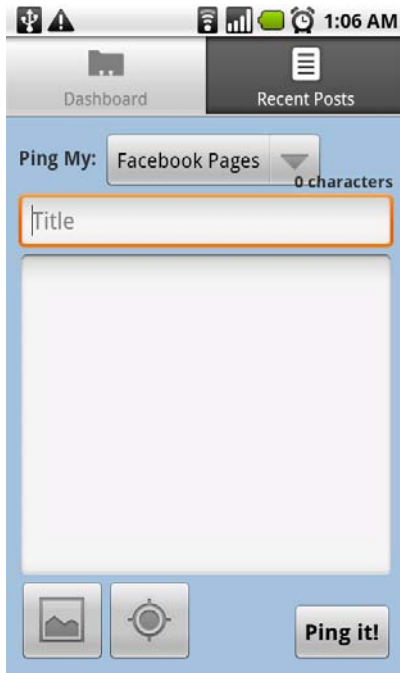 1:06 AM
Dashboard
Recent Posts
Ping My:
Facebook Pages
0 characters
Title
Ping it!